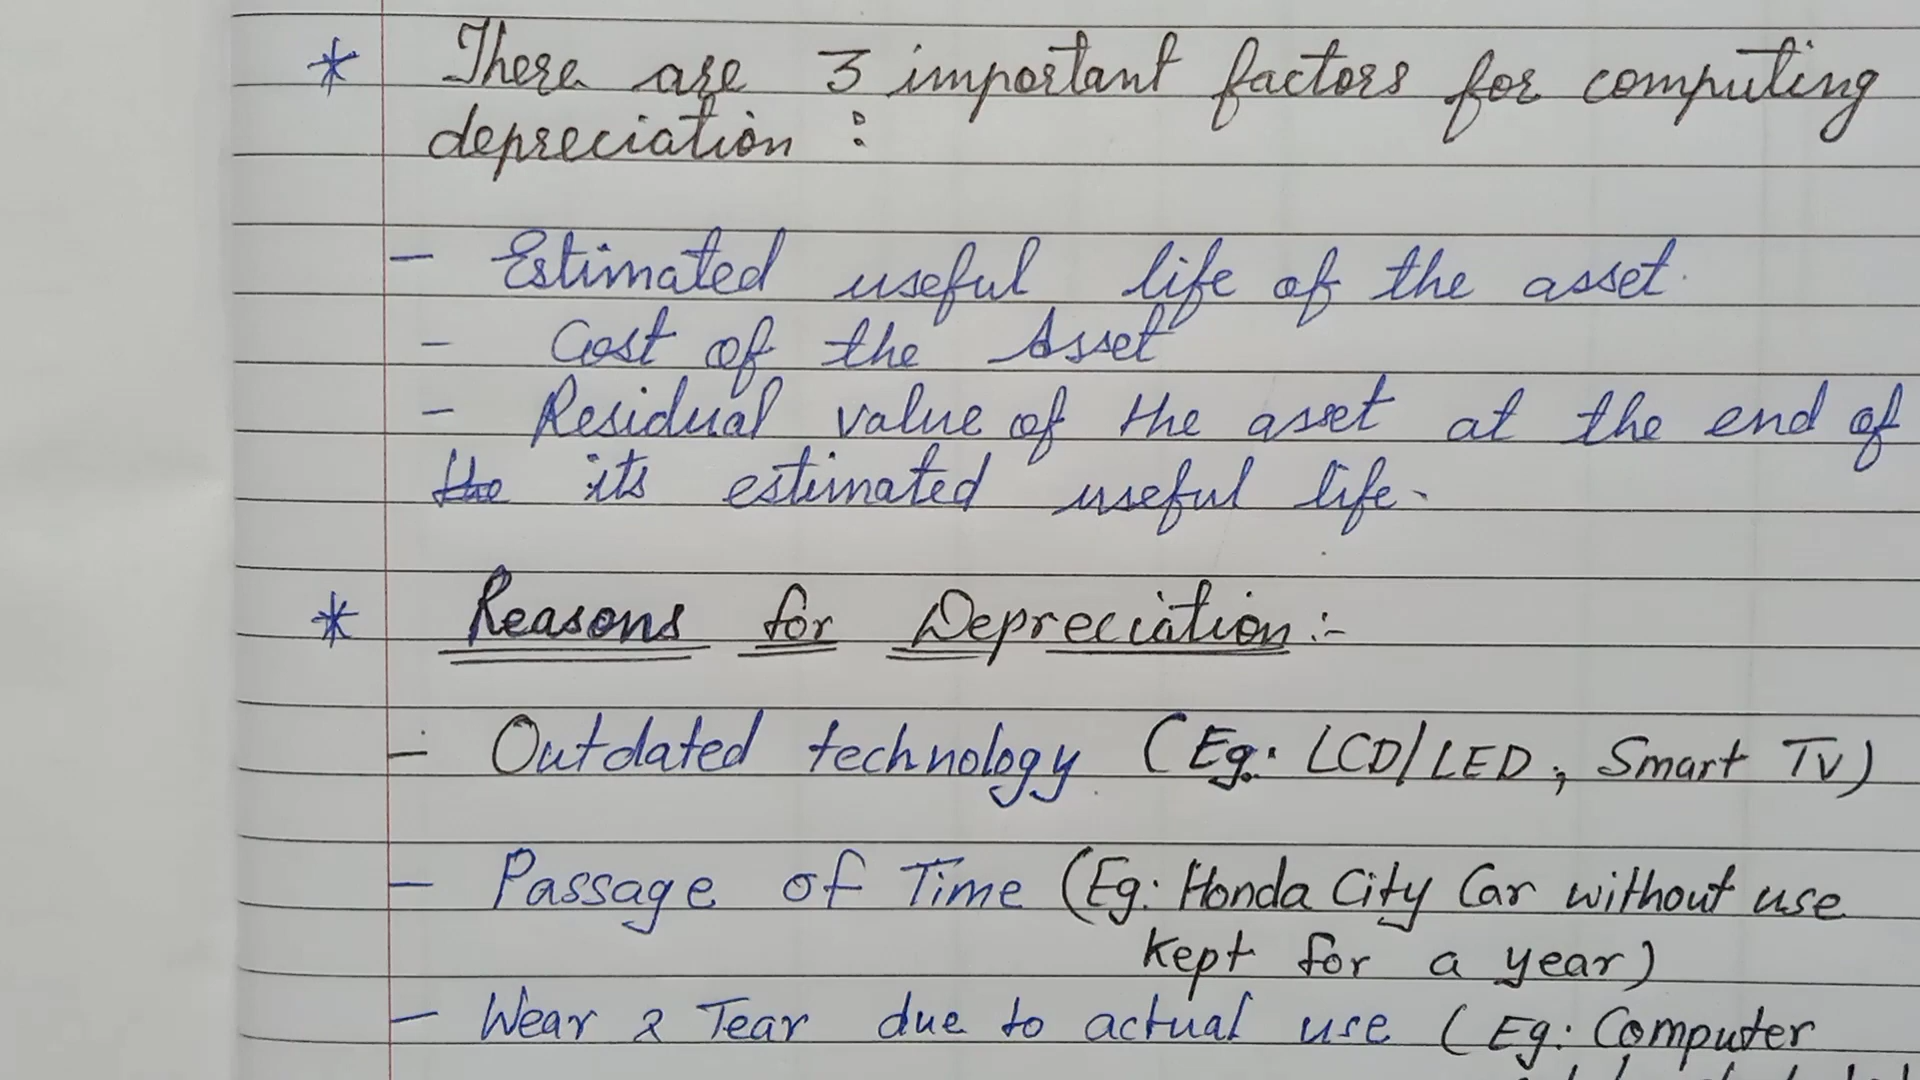 * There are 3 important factors for computing
depreciation :
- Estimated useful life of the asset.
- Cost of the Asset
- Residual value of the asset at the end of
the its estimated useful life.
* Reasons for Depreciation :-
- Outdated technology (Eg: LCD/LED, Smart TV)
- Passage of Time (Eg: Honda City Car without use
kept for a year)
- Wear & Tear due to actual use (Eg: Computer